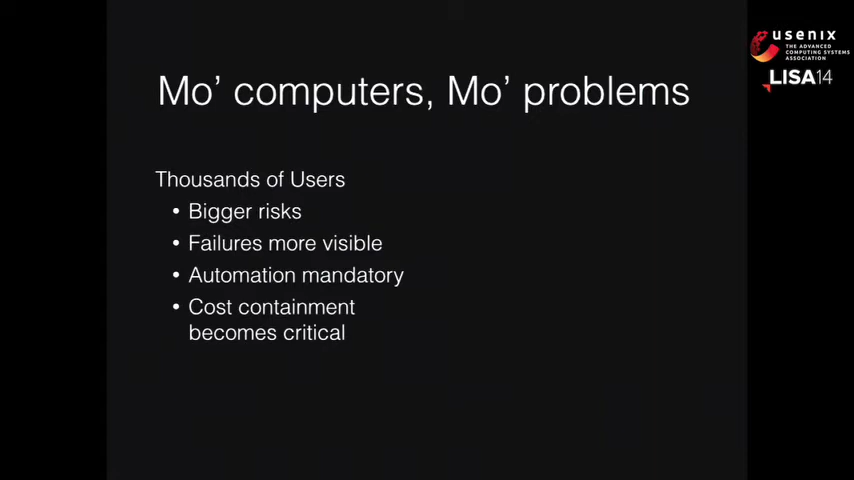 usenix
THE ADVANCED
COMPUTING SYSTEMS
ASSOCIATION
LISA14
Mo’ computers, Mo’ problems
Thousands of Users
• Bigger risks
• Failures more visible
• Automation mandatory
• Cost containment
becomes critical